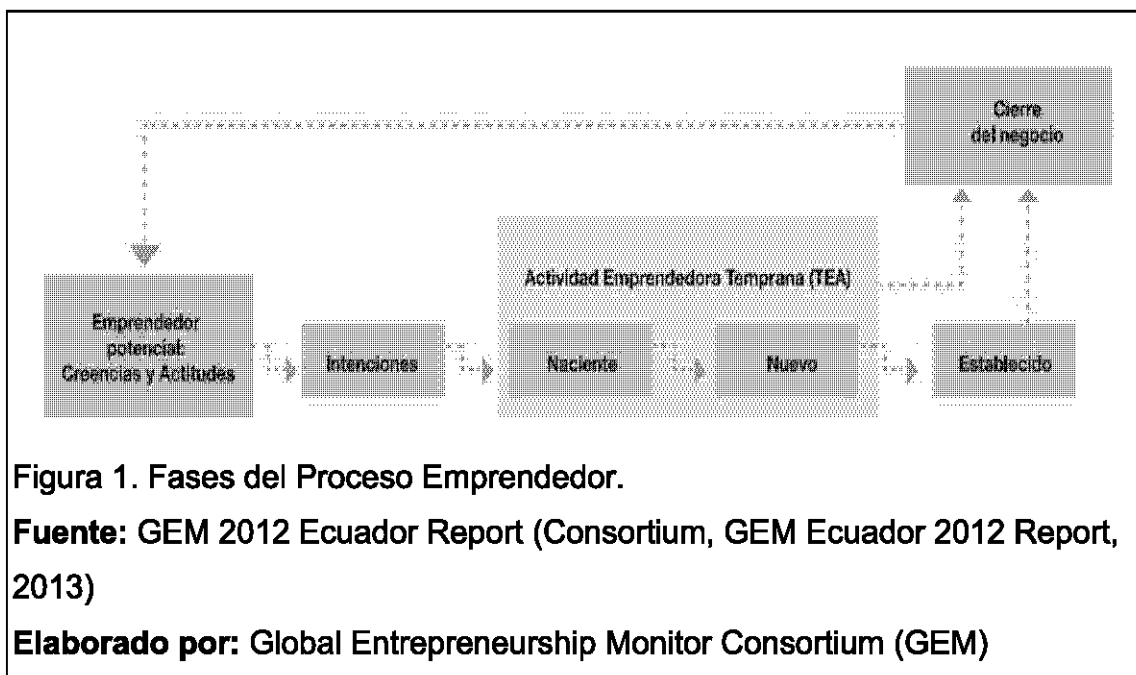 Cierre
del negocio
Actividad Emprendedora Temprana (TEA)
Emprendedor
potencial:
Creencias y Actitudes
Intenciones
Naciente
Nuevo
Establecido
Figura 1. Fases del Proceso Emprendedor.
Fuente: GEM 2012 Ecuador Report (Consortium, GEM Ecuador 2012 Report,
2013)
Elaborado por: Global Entrepreneurship Monitor Consortium (GEM)